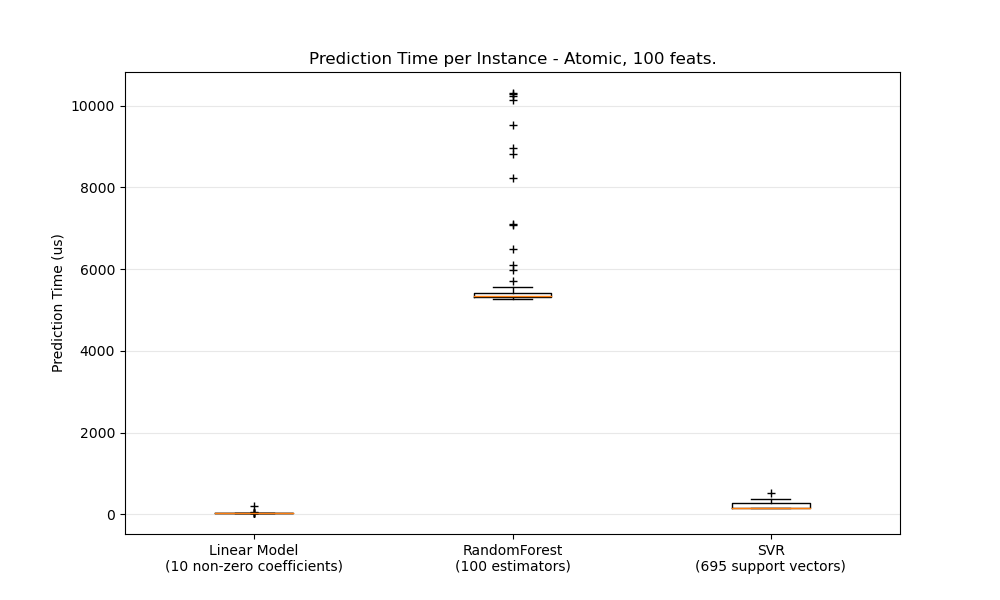 Prediction Time per Instance - Atomic, 100 feats.
Prediction Time (us)
10000
8000
6000
4000
2000
0
Linear Model
(10 non-zero coefficients)
RandomForest
(100 estimators)
SVR
(695 support vectors)